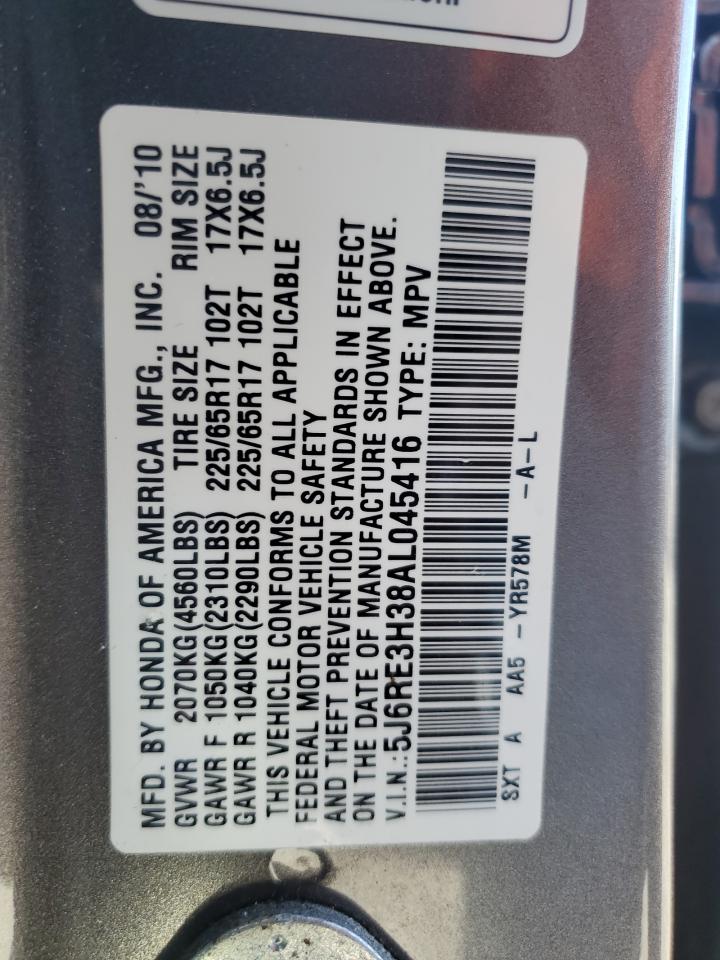 MFD. BY HONDA OF AMERICA MFG., INC. 08/'10
GVWR 2070KG(4560LBS) TIRE SIZE RIM SIZE
GAWR F 1050KG(2310LBS) 225/65R17 102T 17X6.5J
GAWR R 1040KG(2290LBS) 225/65R17 102T 17X6.5J
THIS VEHICLE CONFORMS TO ALL APPLICABLE
FEDERAL MOTOR VEHICLE SAFETY
AND THEFT PREVENTION STANDARDS IN EFFECT
ON THE DATE OF MANUFACTURE SHOWN ABOVE.
V.I.N.:5J6RE3H38AL045416 TYPE: MPV
SXT A AA5 -YR578M -A-L